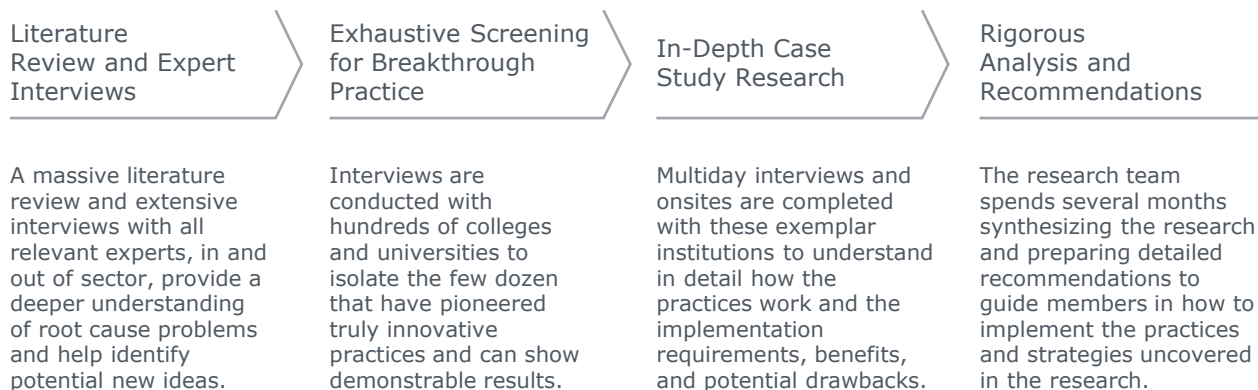 Literature
Review and Expert
Interviews
Exhaustive Screening
for Breakthrough
Practice
In-Depth Case
Study Research
Rigorous
Analysis and
Recommendations
A massive literature
review and extensive
interviews with all
relevant experts, in and
out of sector, provide a
deeper understanding
of root cause problems
and help identify
potential new ideas.
Interviews are
conducted with
hundreds of colleges
and universities to
isolate the few dozen
that have pioneered
truly innovative
practices and can show
demonstrable results.
Multiday interviews and
onsites are completed
with these exemplar
institutions to understand
in detail how the
practices work and the
implementation
requirements, benefits,
and potential drawbacks.
The research team
spends several months
synthesizing the research
and preparing detailed
recommendations to
guide members in how to
implement the practices
and strategies uncovered
in the research.